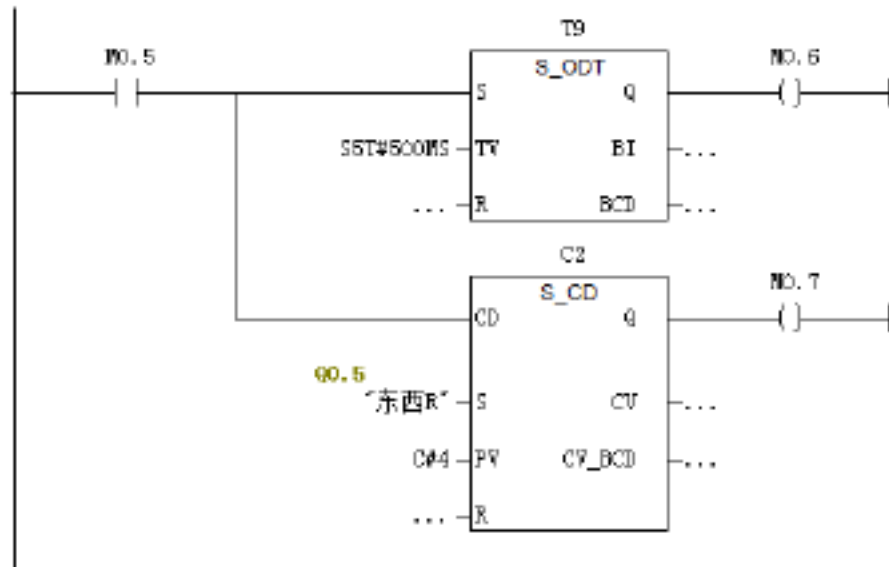 T9
M0.5
S_ODT
M0.6
S
Q
S5T#500MS
TV
BI
...
...
R
BCD
...
C2
S_CD
M0.7
CD
Q
Q0.5
"东西R"
S
CV
...
C#4
PV
CV_BCD
...
...
R